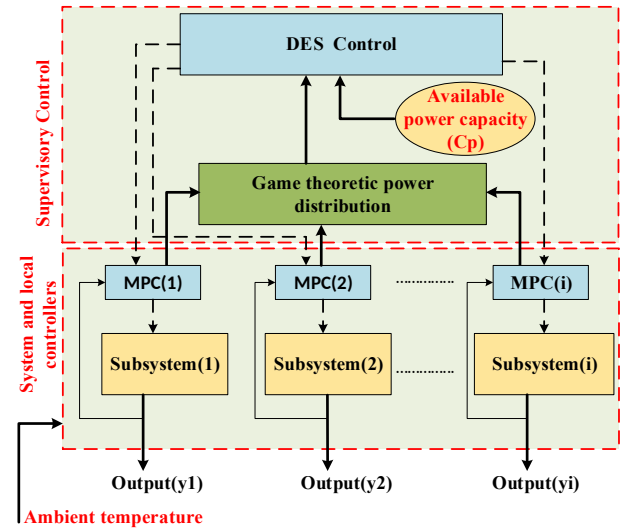 Supervisory Control
DES Control
Available
power capacity
(Cp)
Game theoretic power
distribution
System and local
controllers
MPC(1)
MPC(2)
....................
MPC(i)
Subsystem(1)
Subsystem(2)
....................
Subsystem(i)
Output(y1)
Output(y2)
Output(yi)
Ambient temperature